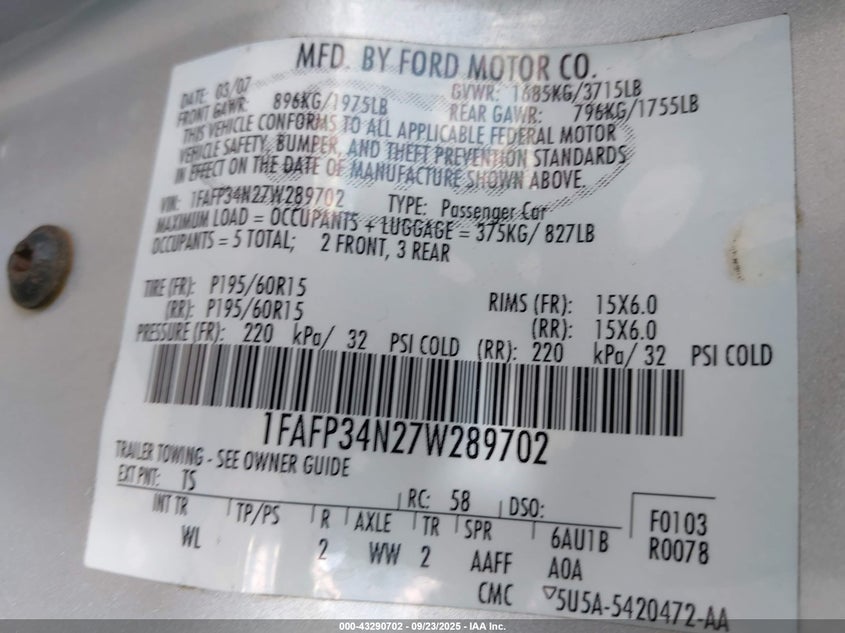 MFD. BY FORD MOTOR CO.
DATE: 03/07 GVWR: 1685KG/3715LB
FRONT GAWR: 896KG/1975LB REAR GAWR: 796KG/1755LB
THIS VEHICLE CONFORMS TO ALL APPLICABLE FEDERAL MOTOR
VEHICLE SAFETY, BUMPER, AND THEFT PREVENTION STANDARDS
IN EFFECT ON THE DATE OF MANUFACTURE SHOWN ABOVE.
VIN: 1FAFP34N27W289702 TYPE: Passenger Car
MAXIMUM LOAD = OCCUPANTS + LUGGAGE = 375KG/ 827LB
OCCUPANTS = 5 TOTAL; 2 FRONT, 3 REAR
TIRE (FR): P195/60R15 RIMS (FR): 15X6.0
(RR): P195/60R15 (RR): 15X6.0
PRESSURE (FR): 220 kPa/ 32 PSI COLD (RR): 220 kPa/ 32 PSI COLD
1FAFP34N27W289702
TRAILER TOWING - SEE OWNER GUIDE
EXT PNT: TS RC: 58 DSO: F0103
INT TR TP/PS R AXLE TR SPR 6AU1B R0078
WL 2 WW 2 AAFF A0A
CMC ▽5U5A-5420472-AA
000-43290702 - 09/23/2025 - IAA Inc.